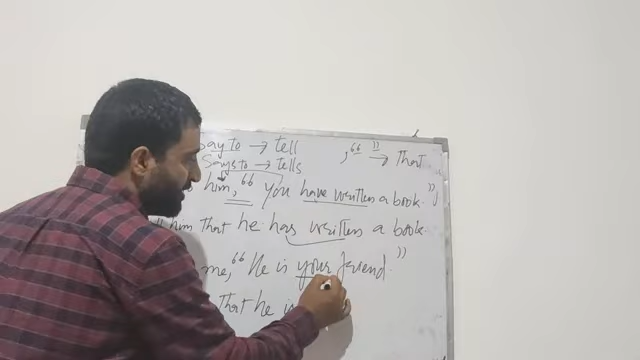 say to → tell ,“ ” → That
Says to → tells
him, “ you have written a book ”,
him that he has written a book
me, “ He is your friend. ”
That he is